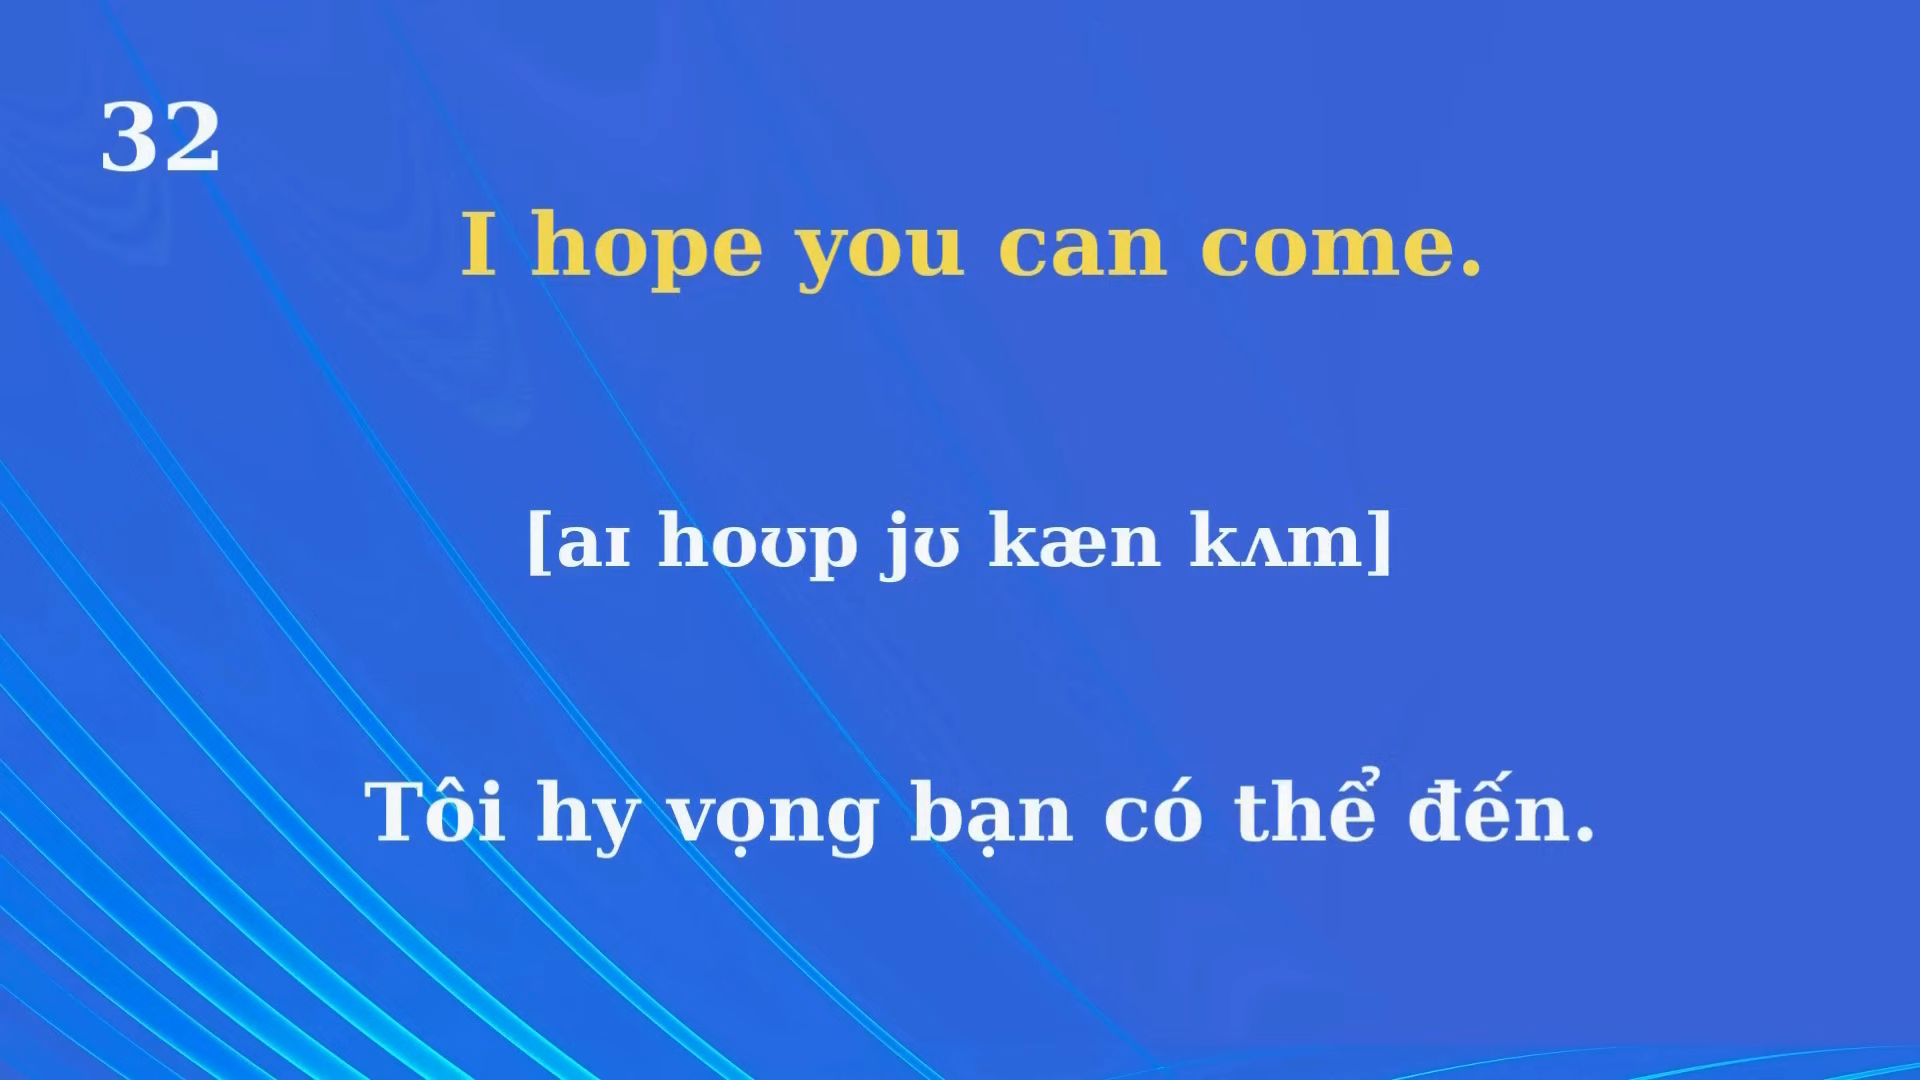 32
I hope you can come.
[aɪ hoʊp jʊ kæn kʌm]
Tôi hy vọng bạn có thể đến.